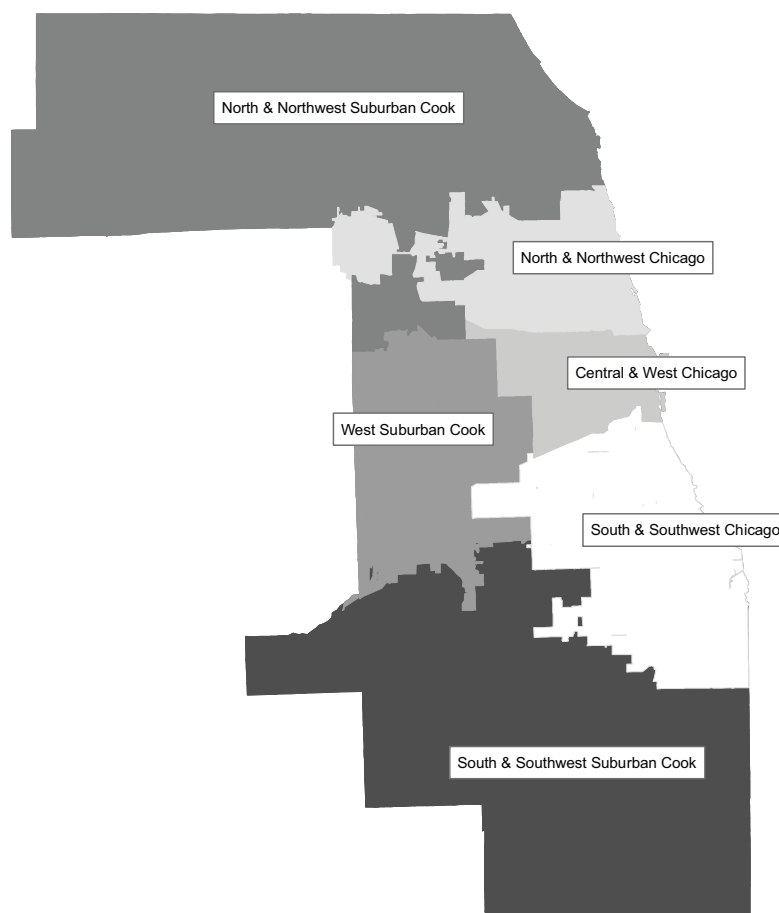 North & Northwest Suburban Cook
North & Northwest Chicago
Central & West Chicago
West Suburban Cook
South & Southwest Chicago
South & Southwest Suburban Cook